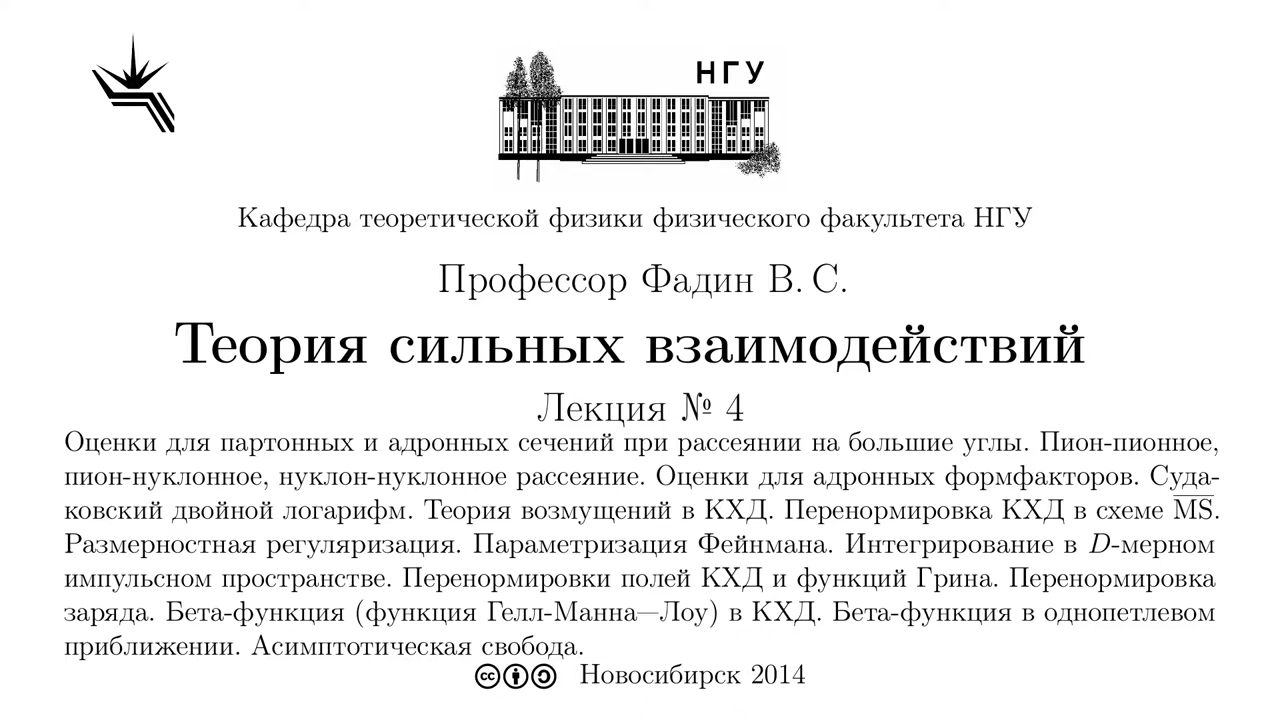 НГУ
Кафедра теоретической физики физического факультета НГУ
Профессор Фадин В. С.
Теория сильных взаимодействий
Лекция № 4
Оценки для партонных и адронных сечений при рассеянии на большие углы. Пион-пионное,
пион-нуклонное, нуклон-нуклонное рассеяние. Оценки для адронных формфакторов. Суда-
ковский двойной логарифм. Теория возмущений в КХД. Перенормировка КХД в схеме M̅S̅.
Размерностная регуляризация. Параметризация Фейнмана. Интегрирование в D-мерном
импульсном пространстве. Перенормировки полей КХД и функций Грина. Перенормировка
заряда. Бета-функция (функция Гелл-Манна—Лоу) в КХД. Бета-функция в однопетлевом
приближении. Асимптотическая свобода.
cc Новосибирск 2014